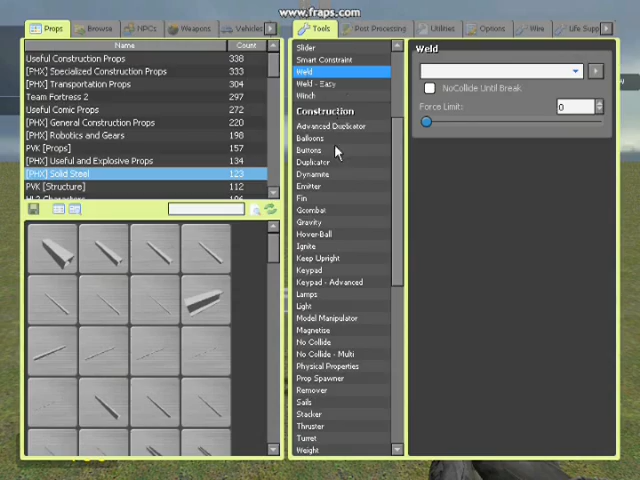 www.fraps.com
Props
Browse
NPCs
Weapons
Vehicles
Name
Count
Useful Construction Props 338
[PHX] Specialized Construction Props 333
[PHX] Transportation Props 304
Team Fortress 2 297
Useful Comic Props 272
[PHX] General Construction Props 220
[PHX] Robotics and Gears 198
PVK [Props] 157
[PHX] Useful and Explosive Props 134
[PHX] Solid Steel 123
PVK [Structure] 112
Tools
Post Processing
Utilities
Options
Wire
Life Supp
Slider
Smart Constraint
Weld
Weld - Easy
Winch
Construction
Advanced Duplicator
Balloons
Buttons
Duplicator
Dynamite
Emitter
Fin
Gcombat
Gravity
Hover-Ball
Ignite
Keep Upright
Keypad
Keypad - Advanced
Lamps
Light
Model Manipulator
Magnetise
No Collide
No Collide - Multi
Physical Properties
Prop Spawner
Remover
Sails
Stacker
Thruster
Turret
Weight
Weld
NoCollide Until Break
Force Limit:
0